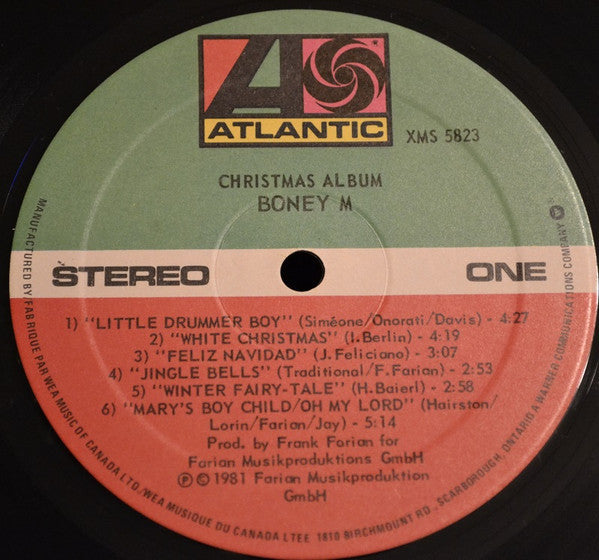 ATLANTIC
XMS 5823
CHRISTMAS ALBUM
BONEY M
STEREO
ONE
1) "LITTLE DRUMMER BOY" (Siméone/Onorati/Davis) - 4:27
2) "WHITE CHRISTMAS" (I.Berlin) - 4:19
3) "FELIZ NAVIDAD" (J.Feliciano) - 3:07
4) "JINGLE BELLS" (Traditional/F.Farian) - 2:53
5) "WINTER FAIRY-TALE" (H.Baierl) - 2:58
6) "MARY'S BOY CHILD/OH MY LORD" (Hairston/
Lorin/Farian/Jay) - 5:14
Prod. by Frank Forian for
Farian Musikproduktions GmbH
℗ © 1981 Farian Musikproduktion
GmbH
MANUFACTURED BY/FABRIQUE PAR WEA MUSIC OF CANADA LTD./WEA MUSIQUE DU CANADA LTEE 1810 BIRCHMOUNT RD., SCARBOROUGH, ONTARIO A WARNER COMMUNICATIONS COMPANY